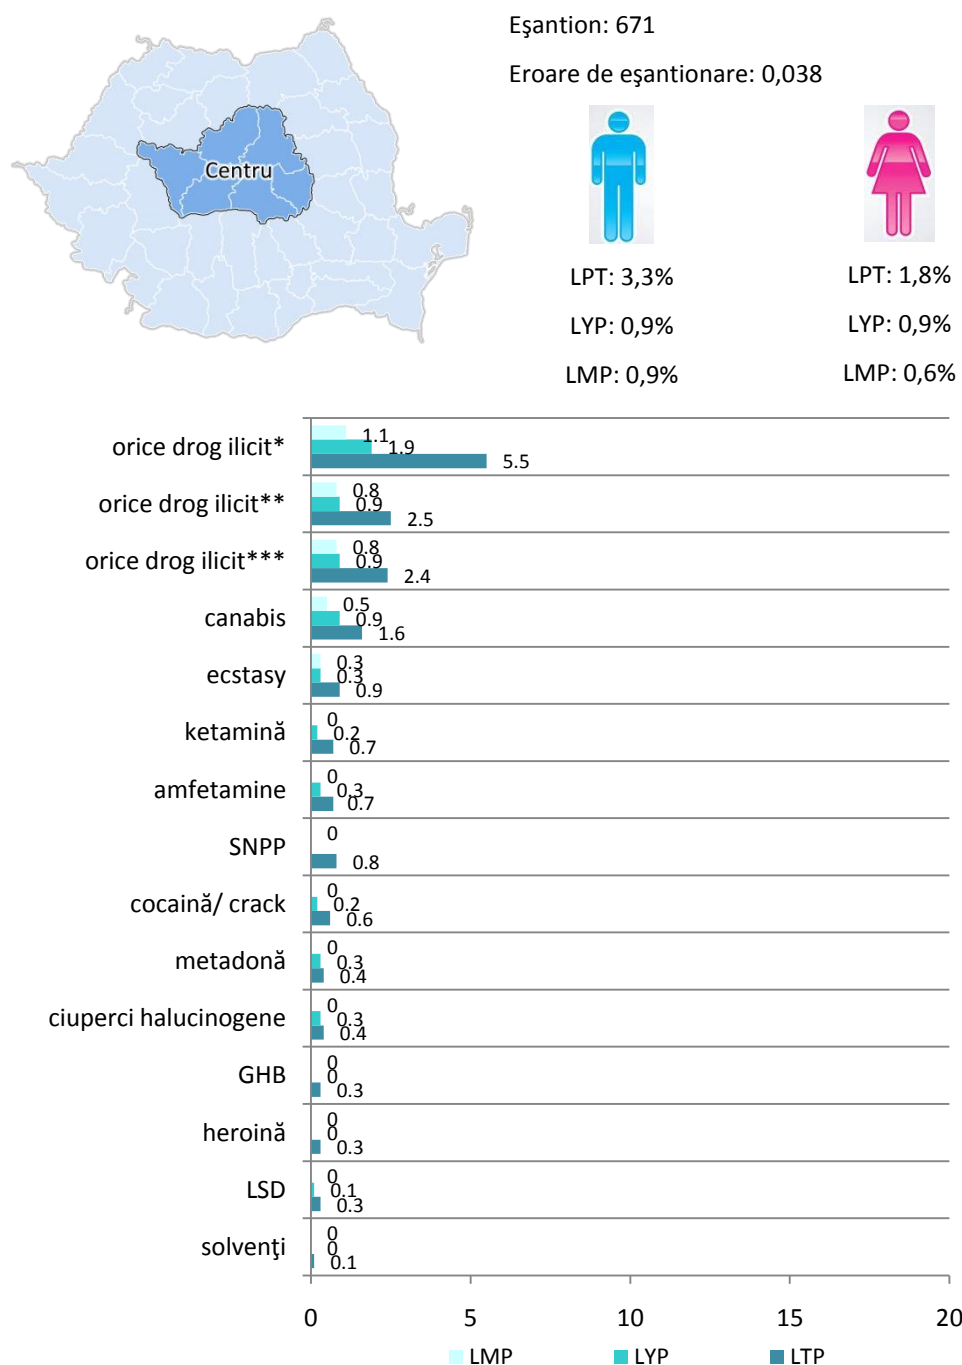 Eşantion: 671
Eroare de eşantionare: 0,038
Centru
LPT: 3,3%
LPT: 1,8%
LYP: 0,9%
LYP: 0,9%
LMP: 0,9%
LMP: 0,6%
orice drog ilicit*
1.1
1.9
5.5
orice drog ilicit**
0.8
0.9
2.5
orice drog ilicit***
0.8
0.9
2.4
canabis
0.5
0.9
1.6
ecstasy
0.3
0.3
0.9
ketamină
0
0.2
0.7
amfetamine
0
0.3
0.7
SNPP
0
0.8
cocaină/ crack
0
0.2
0.6
metadonă
0
0.3
0.4
ciuperci halucinogene
0
0.3
0.4
GHB
0
0
0.3
heroină
0
0
0.3
LSD
0
0.1
0.3
solvenţi
0
0
0.1
0 5 10 15 20
LMP LYP LTP